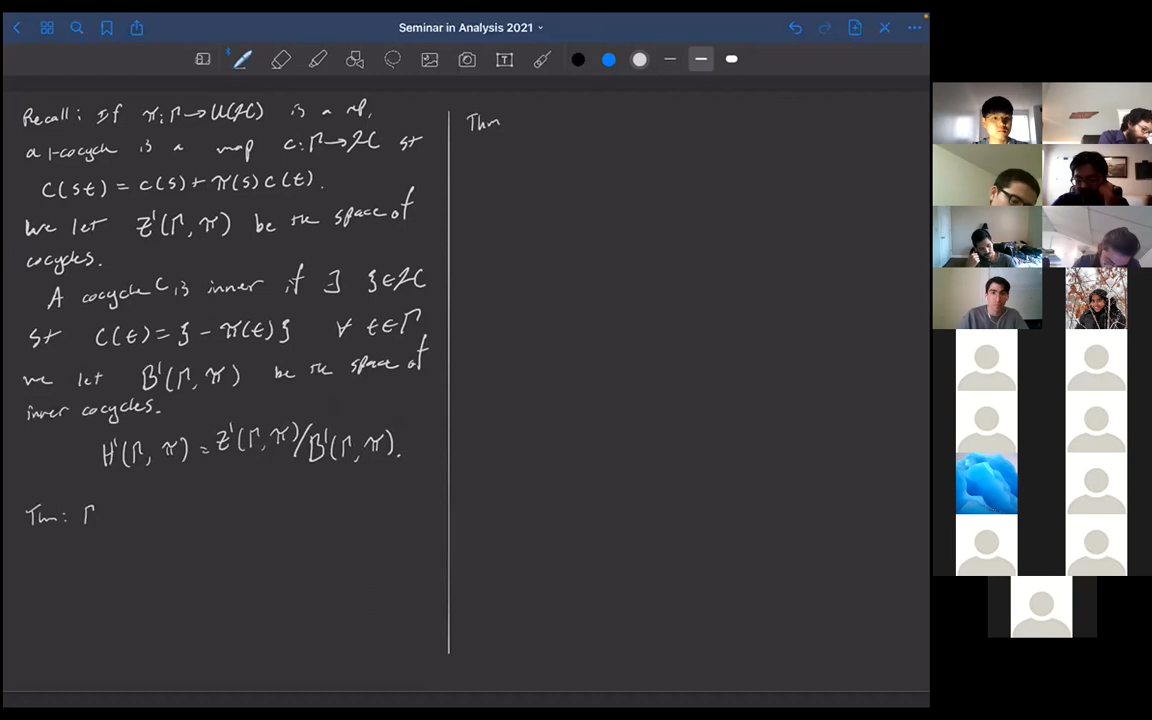 Seminar in Analysis 2021
Recall: If π: Γ → U(ℋ) is a rep,
a 1-cocycle is a map c: Γ → ℋ st
c(st) = c(s) + π(s)c(t).
We let Z¹(Γ, π) be the space of
cocycles.
A cocycle c is inner if ∃ ξ ∈ ℋ
st c(t) = ξ - π(t)ξ ∀ t ∈ Γ
we let B¹(Γ, π) be the space of
inner cocycles.
H¹(Γ, π) = Z¹(Γ, π)/B¹(Γ, π).
Thm: Γ
Thm